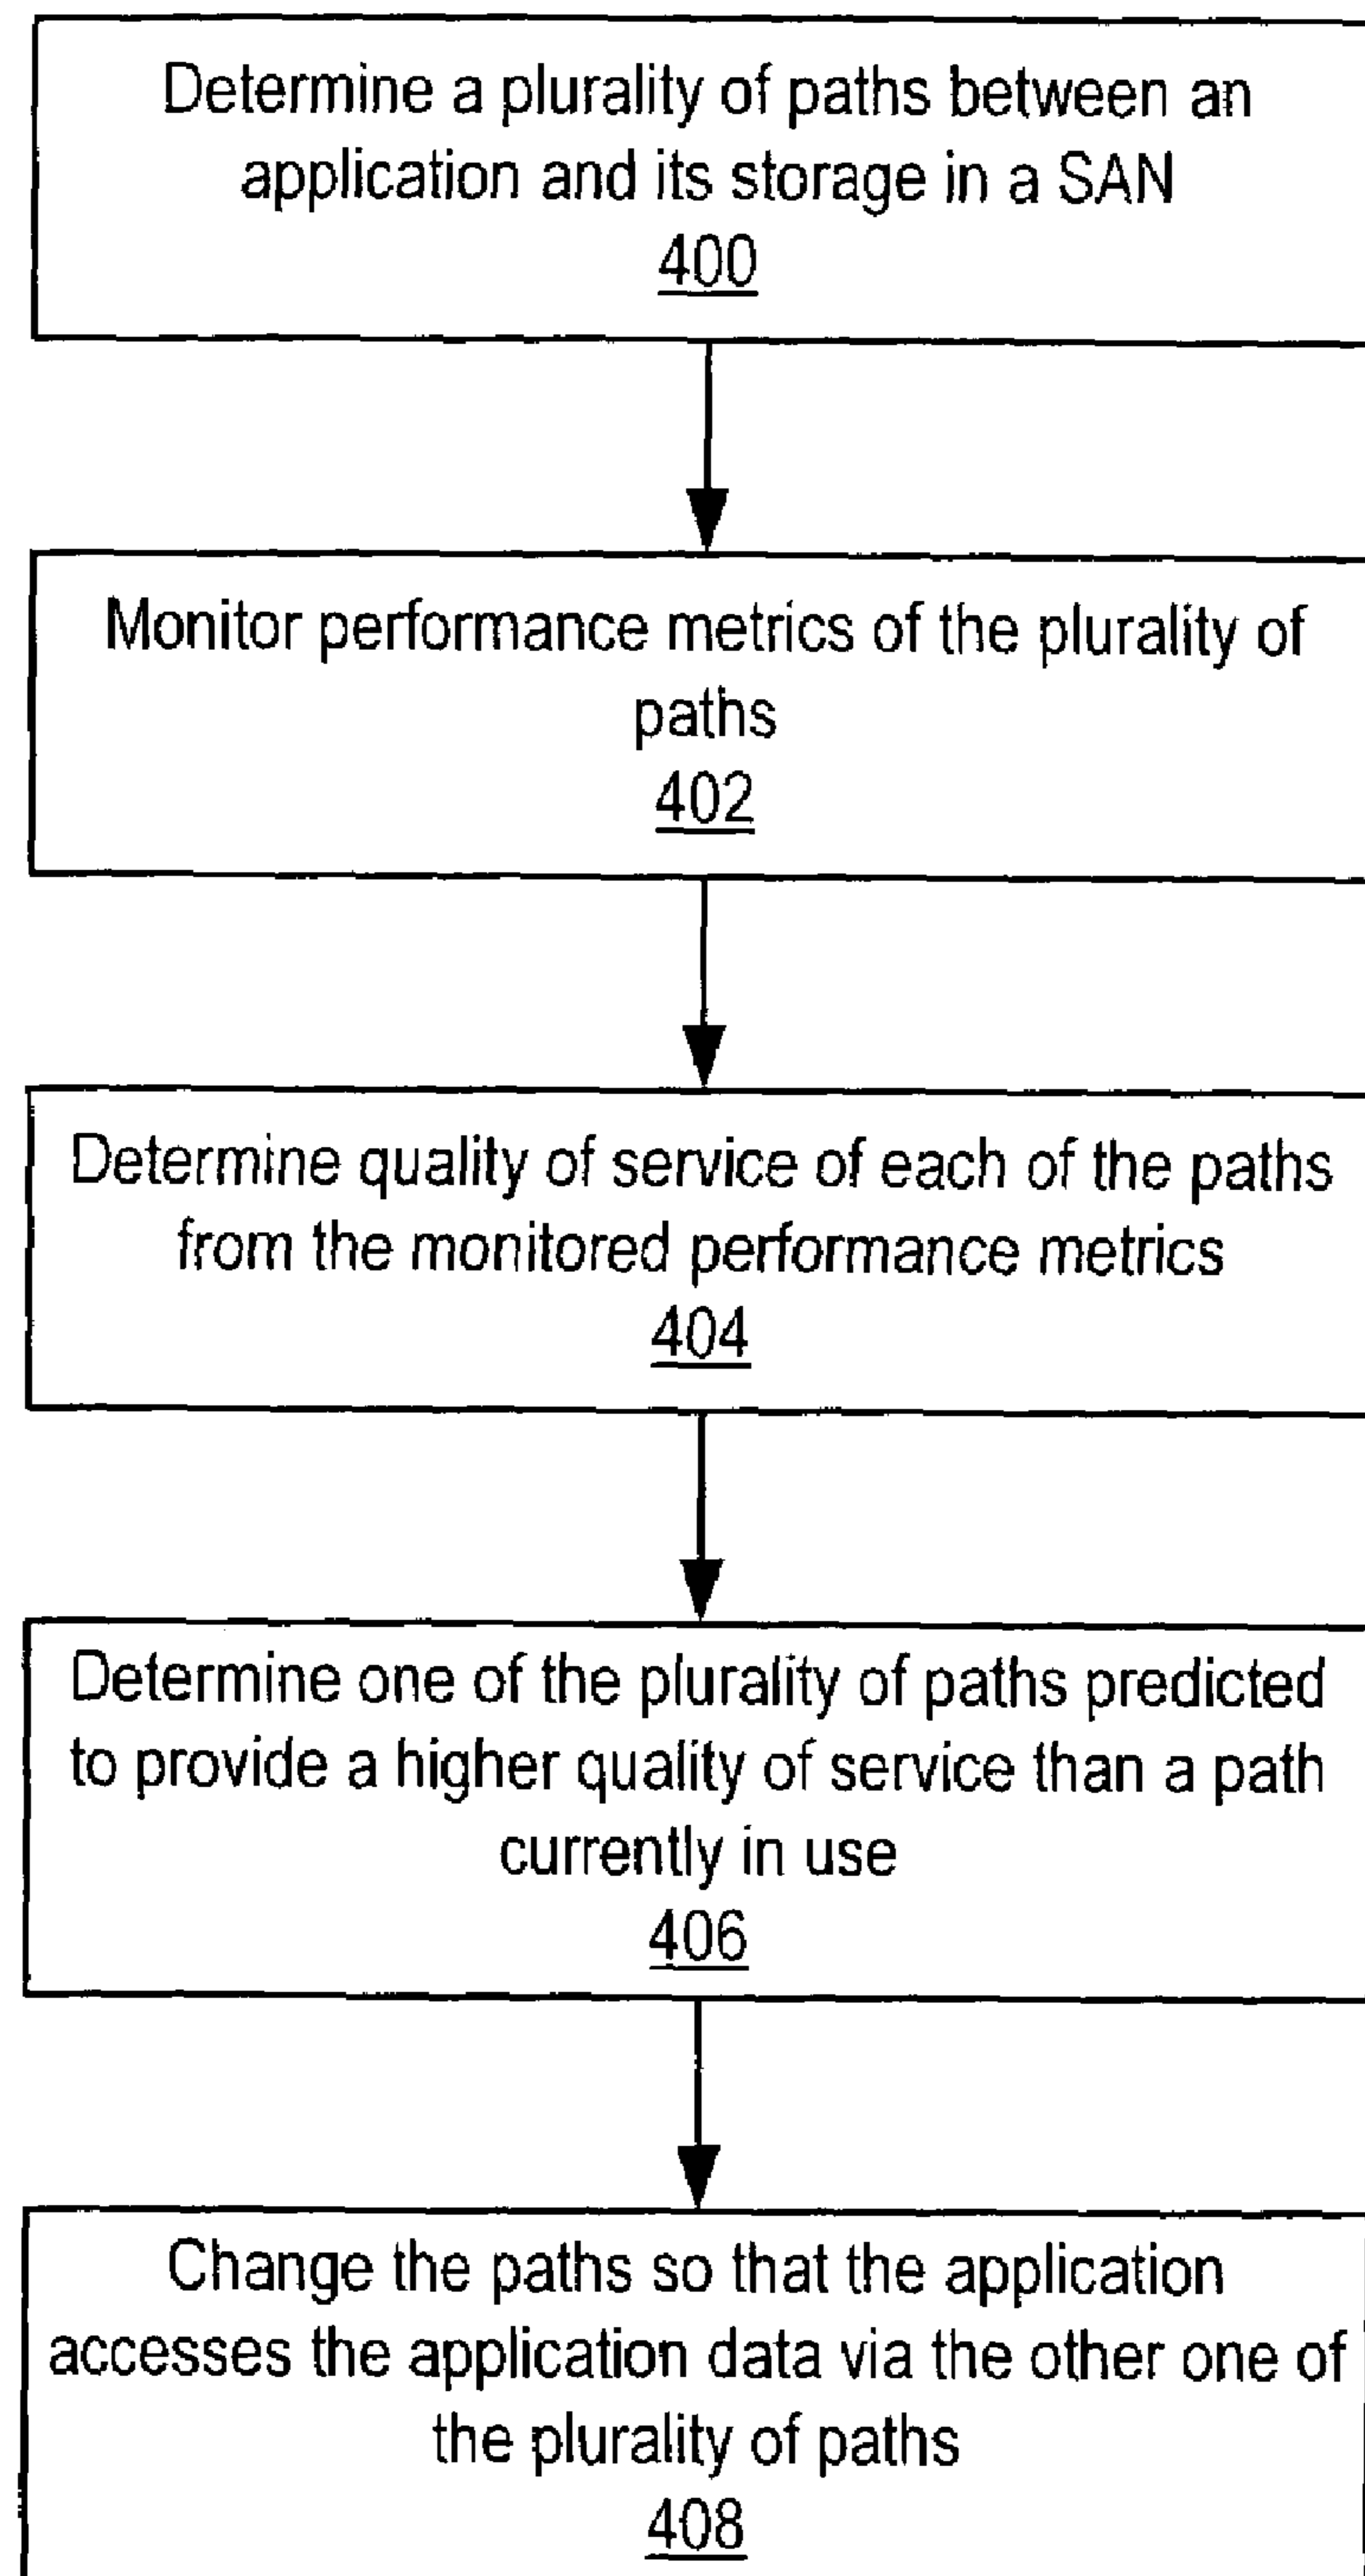 Determine a plurality of paths between an
application and its storage in a SAN
400
Monitor performance metrics of the plurality of
paths
402
Determine quality of service of each of the paths
from the monitored performance metrics
404
Determine one of the plurality of paths predicted
to provide a higher quality of service than a path
currently in use
406
Change the paths so that the application
accesses the application data via the other one of
the plurality of paths
408